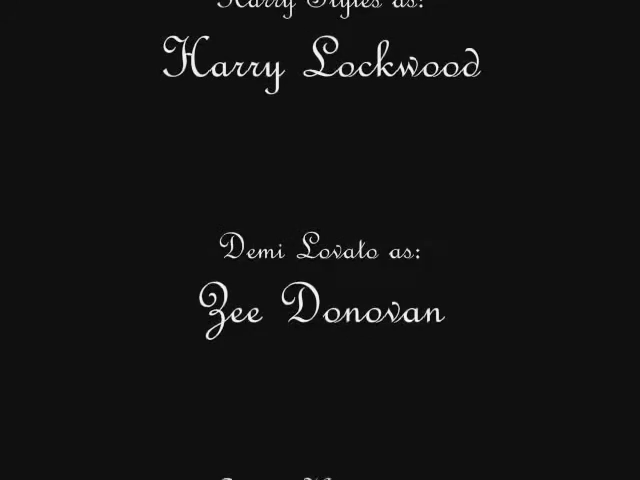 Harry Styles as:
Harry Lockwood
Demi Lovato as:
Zee Donovan